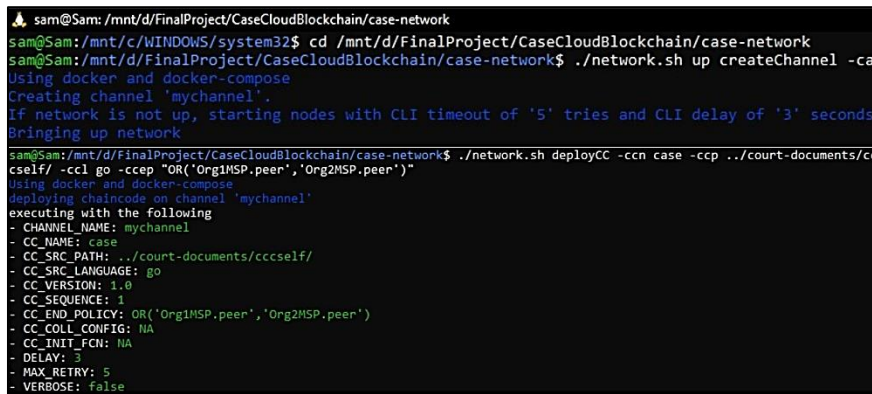 sam@Sam: /mnt/d/FinalProject/CaseCloudBlockchain/case-network
sam@Sam:/mnt/c/WINDOWS/system32$ cd /mnt/d/FinalProject/CaseCloudBlockchain/case-network
sam@Sam:/mnt/d/FinalProject/CaseCloudBlockchain/case-network$ ./network.sh up createChannel -ca
Using docker and docker-compose
Creating channel 'mychannel'.
If network is not up, starting nodes with CLI timeout of '5' tries and CLI delay of '3' seconds
Bringing up network
sam@Sam:/mnt/d/FinalProject/CaseCloudBlockchain/case-network$ ./network.sh deployCC -ccn case -ccp ../court-documents/cc
cself/ -ccl go -ccep "OR('Org1MSP.peer','Org2MSP.peer')"
Using docker and docker-compose
deploying chaincode on channel 'mychannel'
executing with the following
- CHANNEL_NAME: mychannel
- CC_NAME: case
- CC_SRC_PATH: ../court-documents/cccself/
- CC_SRC_LANGUAGE: go
- CC_VERSION: 1.0
- CC_SEQUENCE: 1
- CC_END_POLICY: OR('Org1MSP.peer','Org2MSP.peer')
- CC_COLL_CONFIG: NA
- CC_INIT_FCN: NA
- DELAY: 3
- MAX_RETRY: 5
- VERBOSE: false